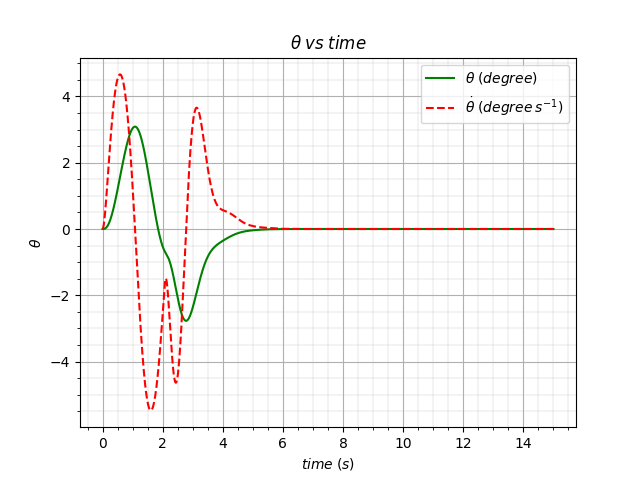 θ vs time
θ (degree)
θ̇ (degree s⁻¹)
4
2
0
−2
−4
θ
0 2 4 6 8 10 12 14
time (s)